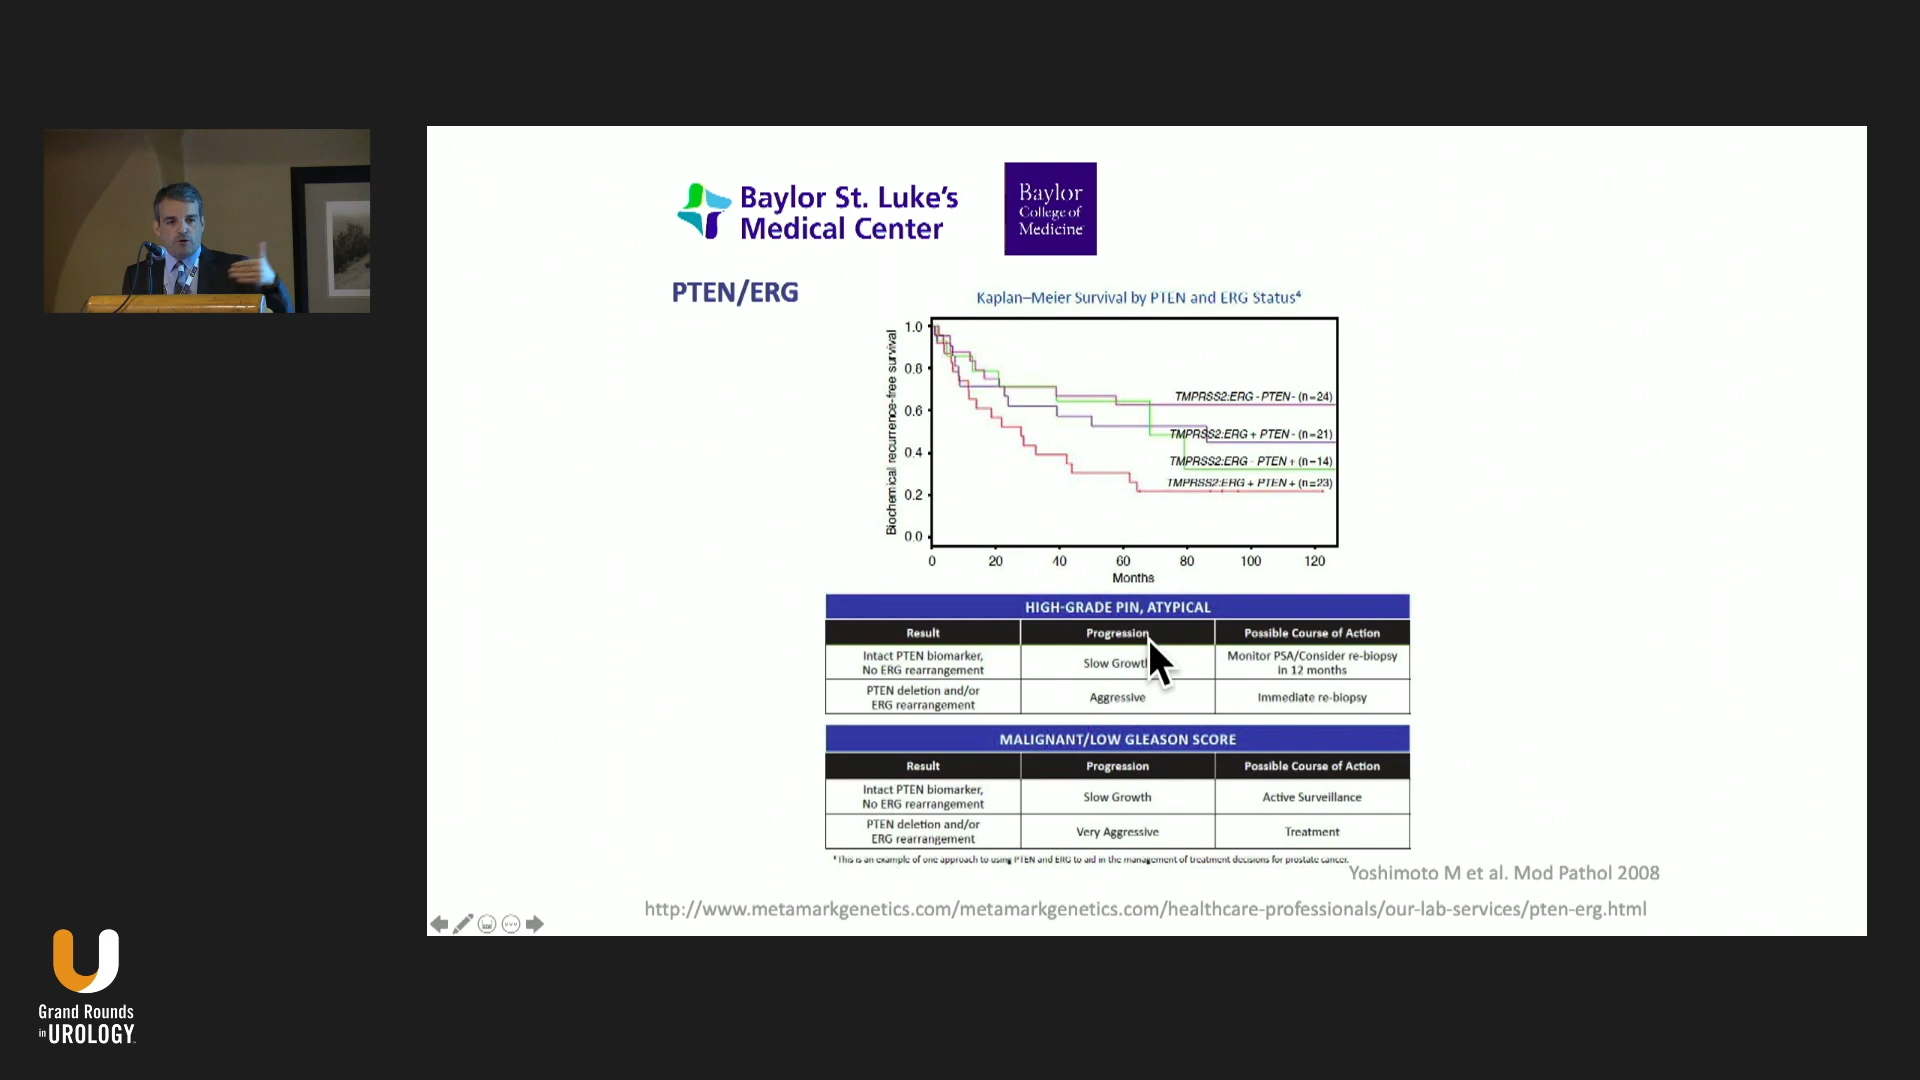 Baylor St. Luke's
Medical Center
Baylor
College of
Medicine
PTEN/ERG
Kaplan–Meier Survival by PTEN and ERG Status⁴
Biochemical recurrence-free survival
1.0
0.8
0.6
0.4
0.2
0.0
TMPRSS2:ERG - PTEN - (n=24)
TMPRSS2:ERG + PTEN - (n=21)
TMPRSS2:ERG - PTEN + (n=14)
TMPRSS2:ERG + PTEN + (n=23)
0 20 40 60 80 100 120
Months
HIGH-GRADE PIN, ATYPICAL
Result Progression Possible Course of Action
Intact PTEN biomarker, No ERG rearrangement
Slow Growth
Monitor PSA/Consider re-biopsy in 12 months
PTEN deletion and/or ERG rearrangement
Aggressive
Immediate re-biopsy
MALIGNANT/LOW GLEASON SCORE
Result Progression Possible Course of Action
Intact PTEN biomarker, No ERG rearrangement
Slow Growth
Active Surveillance
PTEN deletion and/or ERG rearrangement
Very Aggressive
Treatment
*This is an example of one approach to using PTEN and ERG to aid in the management of treatment decisions for prostate cancer.
Yoshimoto M et al. Mod Pathol 2008
http://www.metamarkgenetics.com/metamarkgenetics.com/healthcare-professionals/our-lab-services/pten-erg.html
Grand Rounds
in UROLOGY